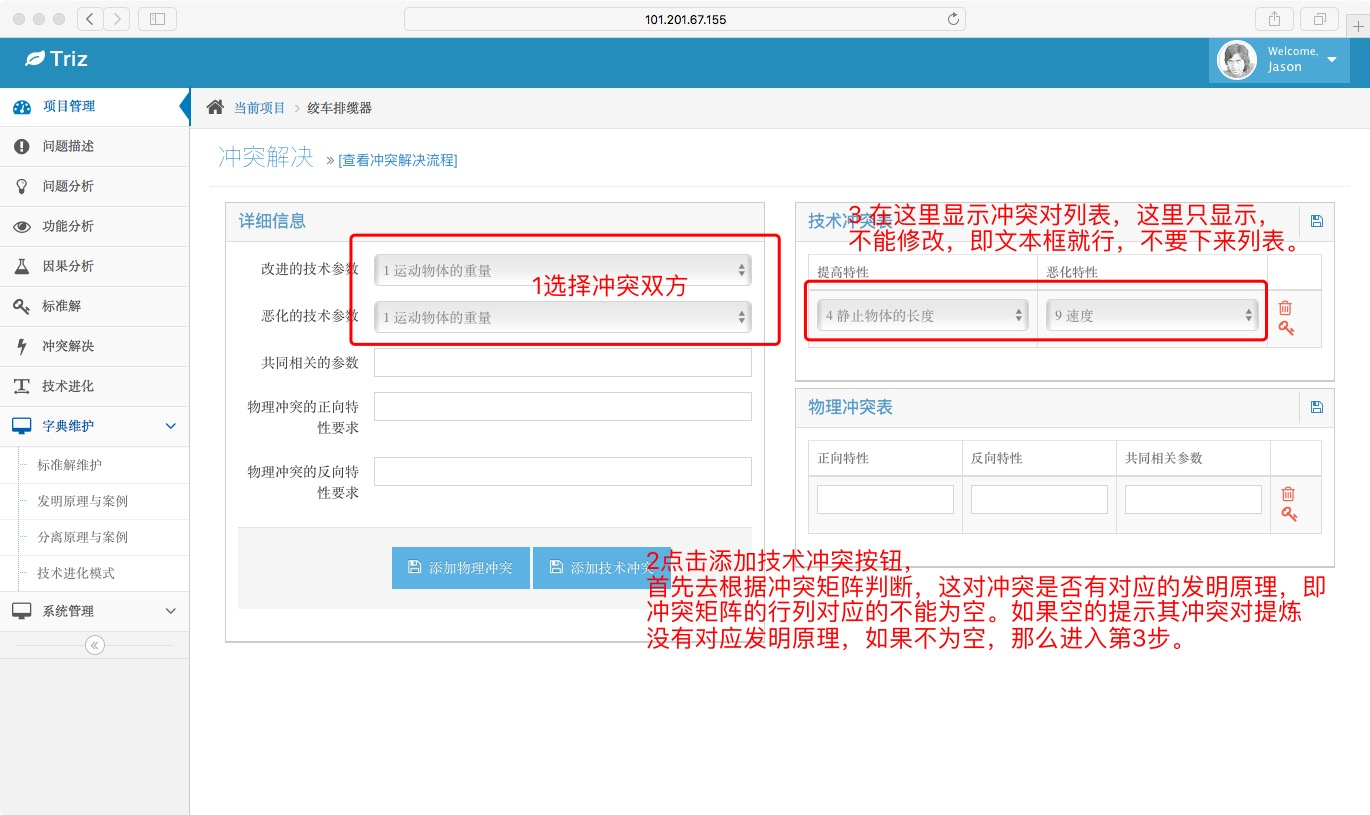 101.201.67.155
Triz
Welcome,
Jason
项目管理
问题描述
问题分析
功能分析
因果分析
标准解
冲突解决
技术进化
字典维护
标准解维护
发明原理与案例
分离原理与案例
技术进化模式
系统管理
当前项目 > 绞车排缆器
冲突解决 » [查看冲突解决流程]
详细信息
改进的技术参数
1 运动物体的重量
恶化的技术参数
1 运动物体的重量
1选择冲突双方
共同相关的参数
物理冲突的正向特
性要求
物理冲突的反向特
性要求
添加物理冲突
添加技术冲突
技术冲突表
3 在这里显示冲突对列表，这里只显示，
不能修改，即文本框就行，不要下来列表。
提高特性
恶化特性
4 静止物体的长度
9 速度
物理冲突表
正向特性
反向特性
共同相关参数
2点击添加技术冲突按钮，
首先去根据冲突矩阵判断，这对冲突是否有对应的发明原理，即
冲突矩阵的行列对应的不能为空。如果空的提示其冲突对提炼
没有对应发明原理，如果不为空，那么进入第3步。